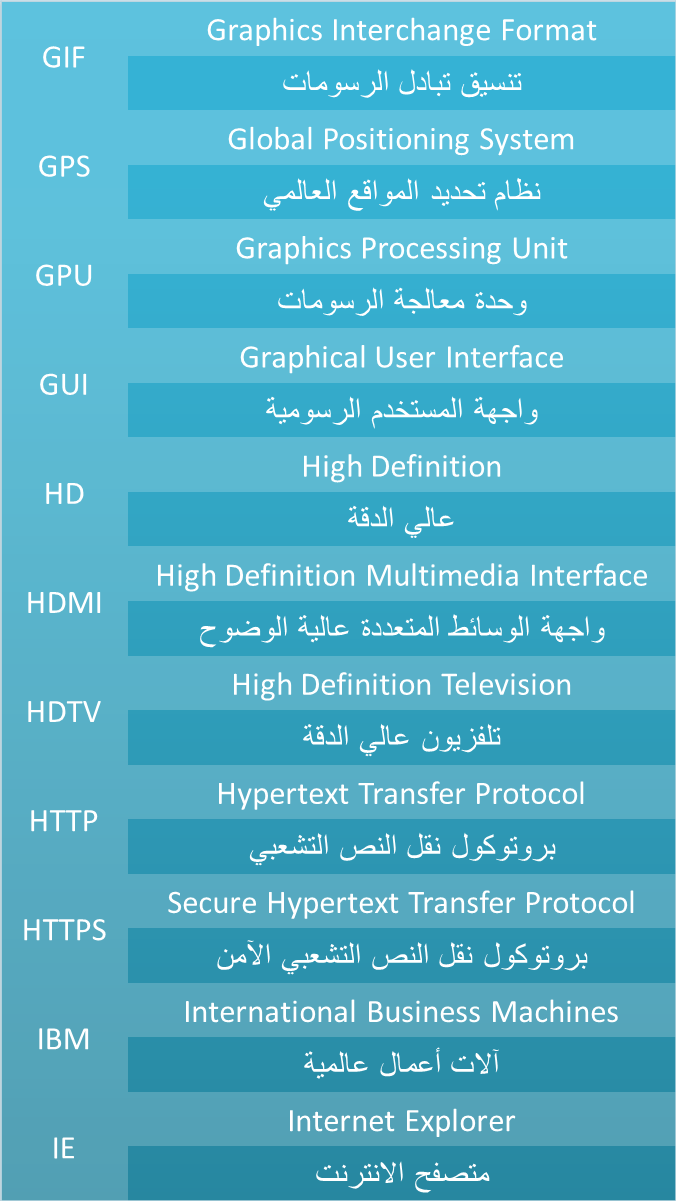 GIF
Graphics Interchange Format
تنسيق تبادل الرسومات
GPS
Global Positioning System
نظام تحديد المواقع العالمي
GPU
Graphics Processing Unit
وحدة معالجة الرسومات
GUI
Graphical User Interface
واجهة المستخدم الرسومية
HD
High Definition
عالي الدقة
HDMI
High Definition Multimedia Interface
واجهة الوسائط المتعددة عالية الوضوح
HDTV
High Definition Television
تلفزيون عالي الدقة
HTTP
Hypertext Transfer Protocol
بروتوكول نقل النص التشعبي
HTTPS
Secure Hypertext Transfer Protocol
بروتوكول نقل النص التشعبي الآمن
IBM
International Business Machines
آلات أعمال عالمية
IE
Internet Explorer
متصفح الانترنت